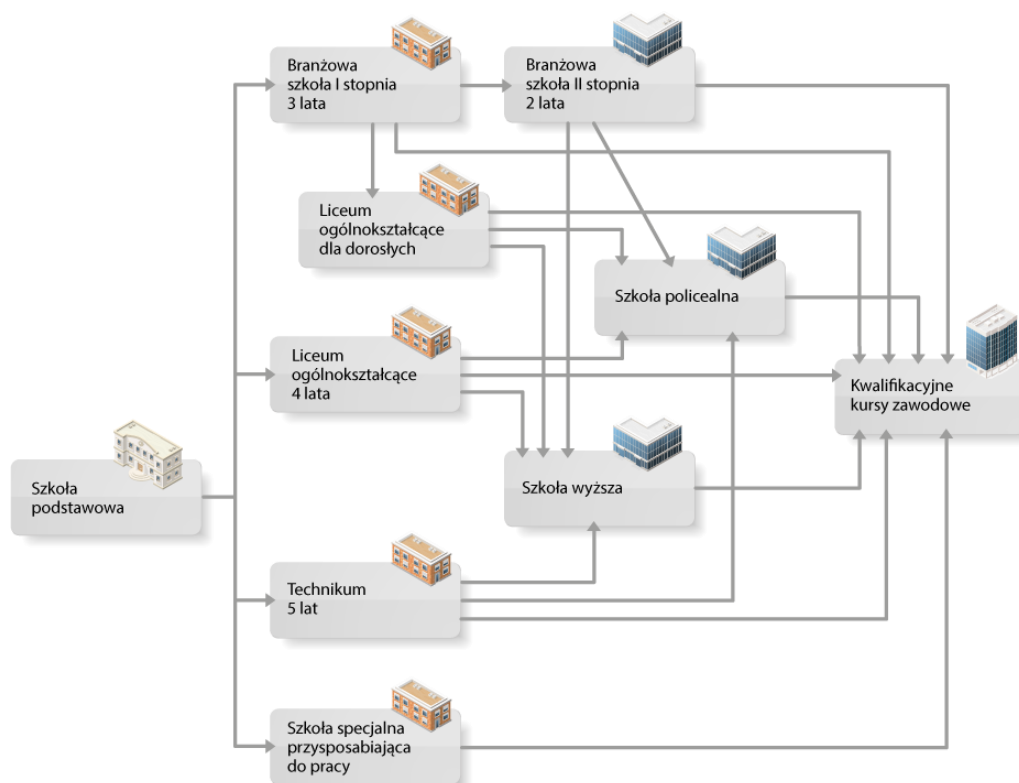 Branżowa
szkoła I stopnia
3 lata
Branżowa
szkoła II stopnia
2 lata
Liceum
ogólnokształcące
dla dorosłych
Szkoła policealna
Liceum
ogólnokształcące
4 lata
Kwalifikacyjne
kursy zawodowe
Szkoła
podstawowa
Szkoła wyższa
Technikum
5 lat
Szkoła specjalna
przysposabiająca
do pracy